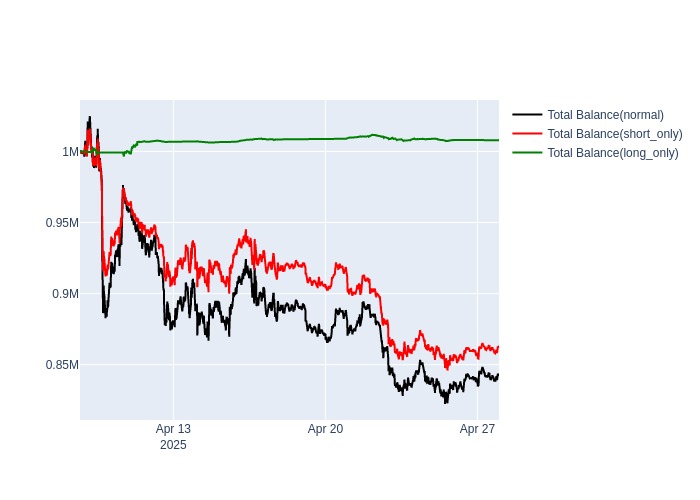 Total Balance(normal)
Total Balance(short_only)
Total Balance(long_only)
1M
0.95M
0.9M
0.85M
Apr 13
2025
Apr 20
Apr 27